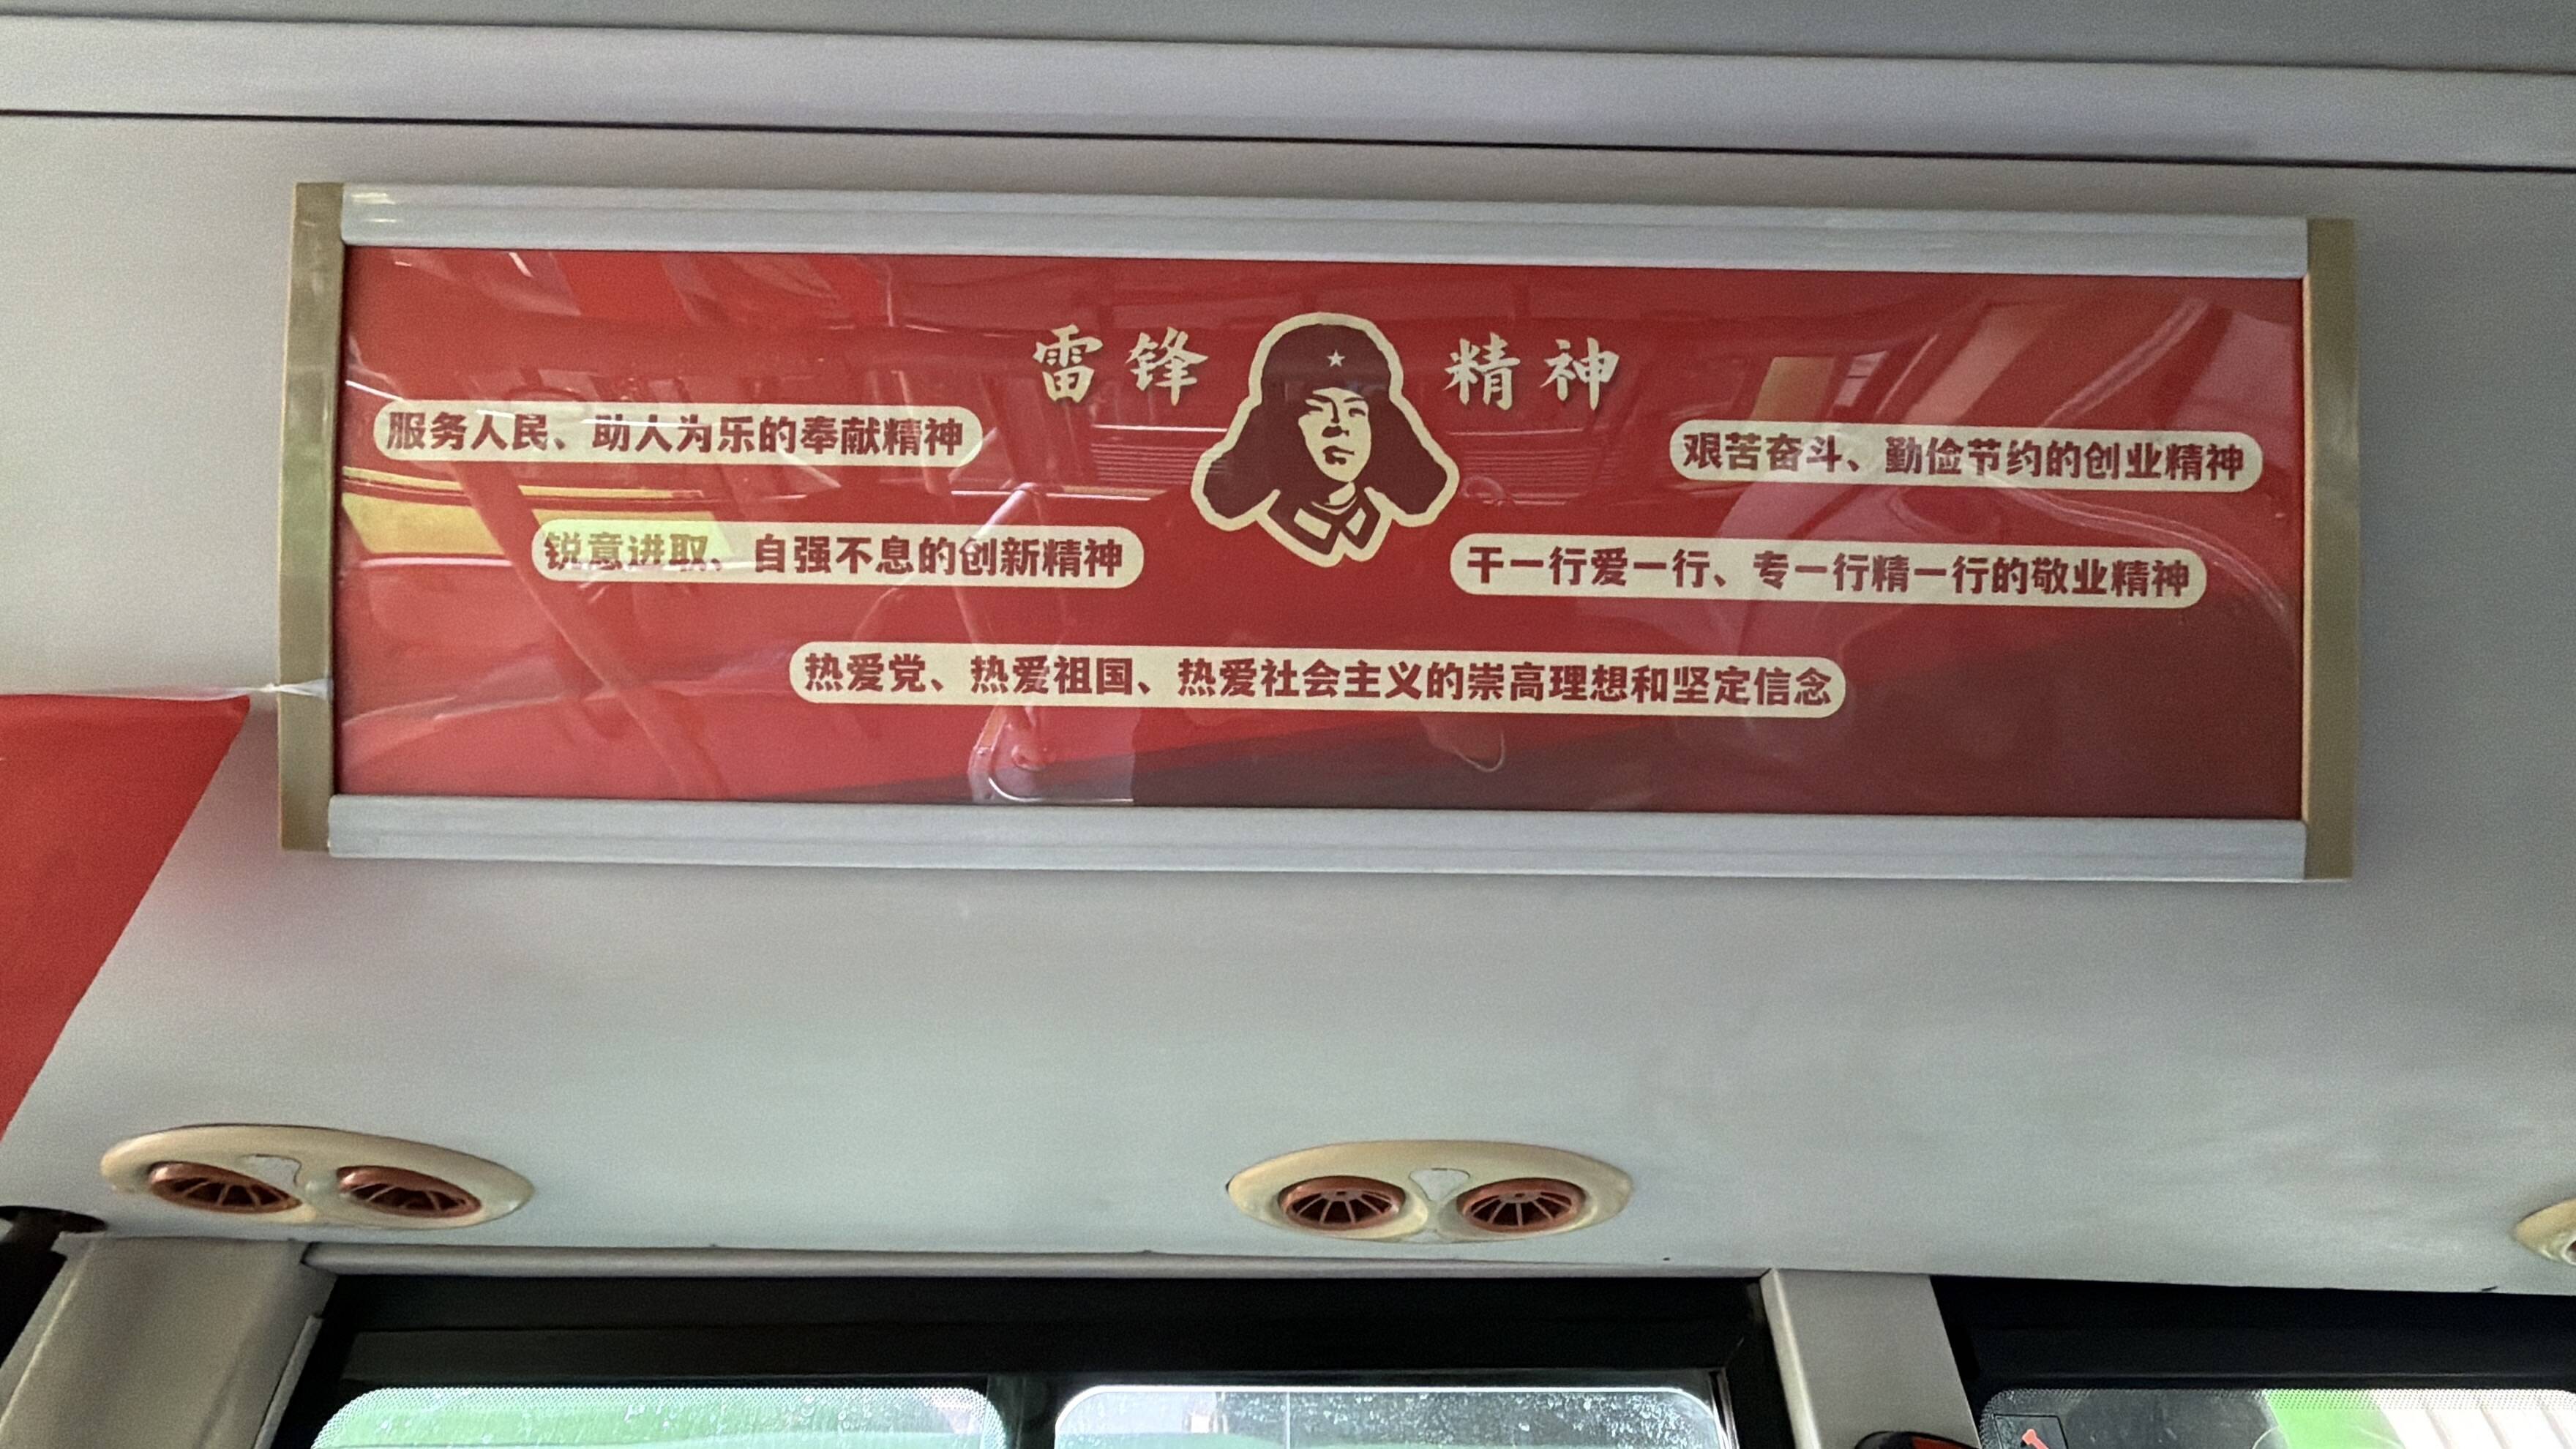 雷锋精神
服务人民、助人为乐的奉献精神
艰苦奋斗、勤俭节约的创业精神
锐意进取、自强不息的创新精神
干一行爱一行、专一行精一行的敬业精神
热爱党、热爱祖国、热爱社会主义的崇高理想和坚定信念